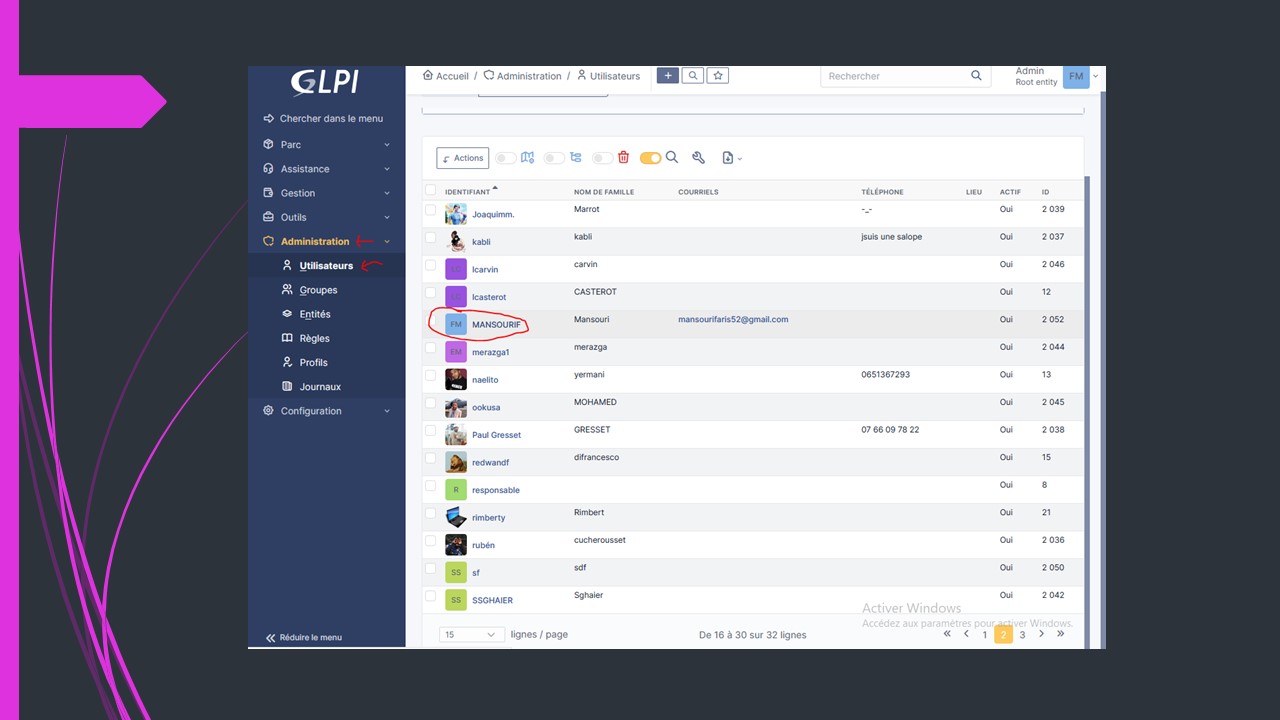 GLPI
Accueil / Administration / Utilisateurs
Rechercher
Admin
Root entity
FM
Chercher dans le menu
Parc
Assistance
Gestion
Outils
Administration
Utilisateurs
Groupes
Entités
Règles
Profils
Journaux
Configuration
Réduire le menu
Actions
IDENTIFIANT NOM DE FAMILLE COURRIELS TÉLÉPHONE LIEU ACTIF ID
Joaquimm. Marrot -_- Oui 2 039
kabli kabli jsuis une salope Oui 2 037
LC lcarvin carvin Oui 2 046
LC lcasterot CASTEROT Oui 12
FM MANSOURIF Mansouri mansourifaris52@gmail.com Oui 2 052
EM merazga1 merazga Oui 2 044
naelito yermani 0651367293 Oui 13
ookusa MOHAMED Oui 2 045
Paul Gresset GRESSET 07 66 09 78 22 Oui 2 038
redwandf difrancesco Oui 15
R responsable Oui 8
rimberty Rimbert Oui 21
rubén cucherousset Oui 2 036
SS sf sdf Oui 2 050
SS SSGHAIER Sghaier Oui 2 042
Activer Windows
Accédez aux paramètres pour activer Windows.
15 lignes / page De 16 à 30 sur 32 lignes « ‹ 1 2 3 › »